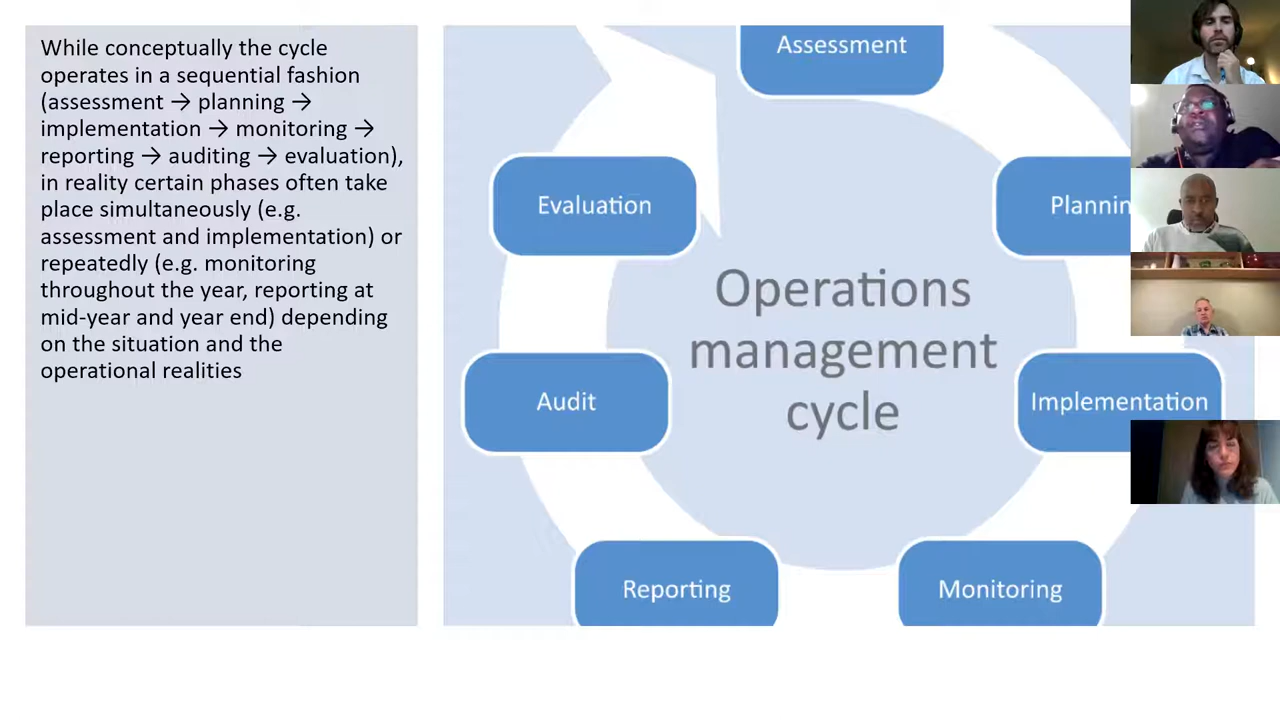 While conceptually the cycle
operates in a sequential fashion
(assessment → planning →
implementation → monitoring →
reporting → auditing → evaluation),
in reality certain phases often take
place simultaneously (e.g.
assessment and implementation) or
repeatedly (e.g. monitoring
throughout the year, reporting at
mid-year and year end) depending
on the situation and the
operational realities
Assessment
Evaluation
Plannin
Operations
management
cycle
Audit
Implementation
Reporting
Monitoring